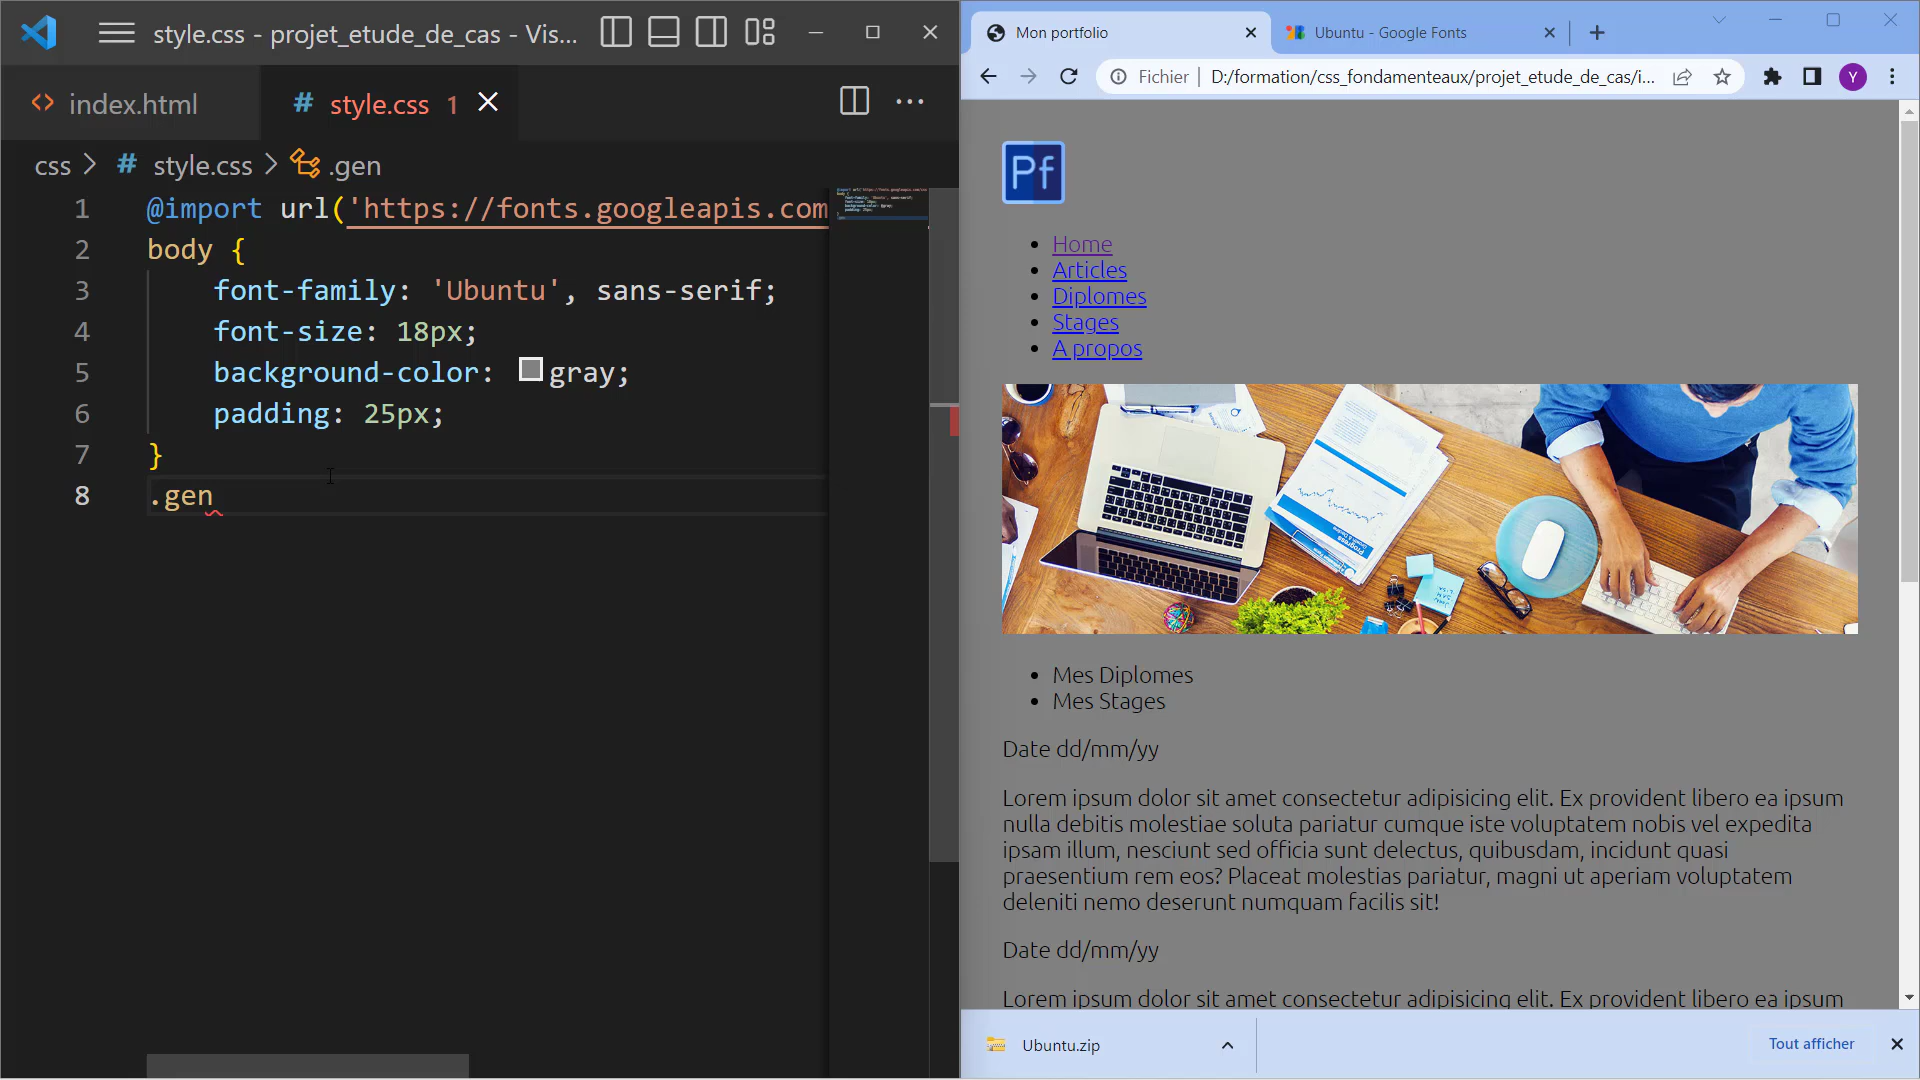 style.css - projet_etude_de_cas - Vis...
index.html
# style.css 1
css > # style.css > .gen
1 @import url('https://fonts.googleapis.com
2 body {
3 font-family: 'Ubuntu', sans-serif;
4 font-size: 18px;
5 background-color: gray;
6 padding: 25px;
7 }
8 .gen
Mon portfolio
Ubuntu - Google Fonts
Fichier | D:/formation/css_fondamenteaux/projet_etude_de_cas/i...
Y
Pf
• Home
• Articles
• Diplomes
• Stages
• A propos
• Mes Diplomes
• Mes Stages
Date dd/mm/yy
Lorem ipsum dolor sit amet consectetur adipisicing elit. Ex provident libero ea ipsum
nulla debitis molestiae soluta pariatur cumque iste voluptatem nobis vel expedita
ipsam illum, nesciunt sed officia sunt delectus, quibusdam, incidunt quasi
praesentium rem eos? Placeat molestias pariatur, magni ut aperiam voluptatem
deleniti nemo deserunt numquam facilis sit!
Date dd/mm/yy
Lorem ipsum dolor sit amet consectetur adipisicing elit. Ex provident libero ea ipsum
Ubuntu.zip
Tout afficher